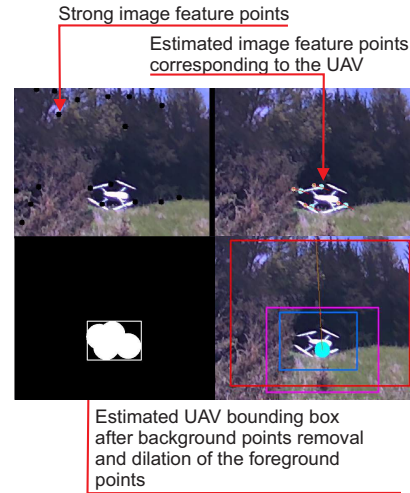 Strong image feature points
Estimated image feature points
corresponding to the UAV
Estimated UAV bounding box
after background points removal
and dilation of the foreground
points